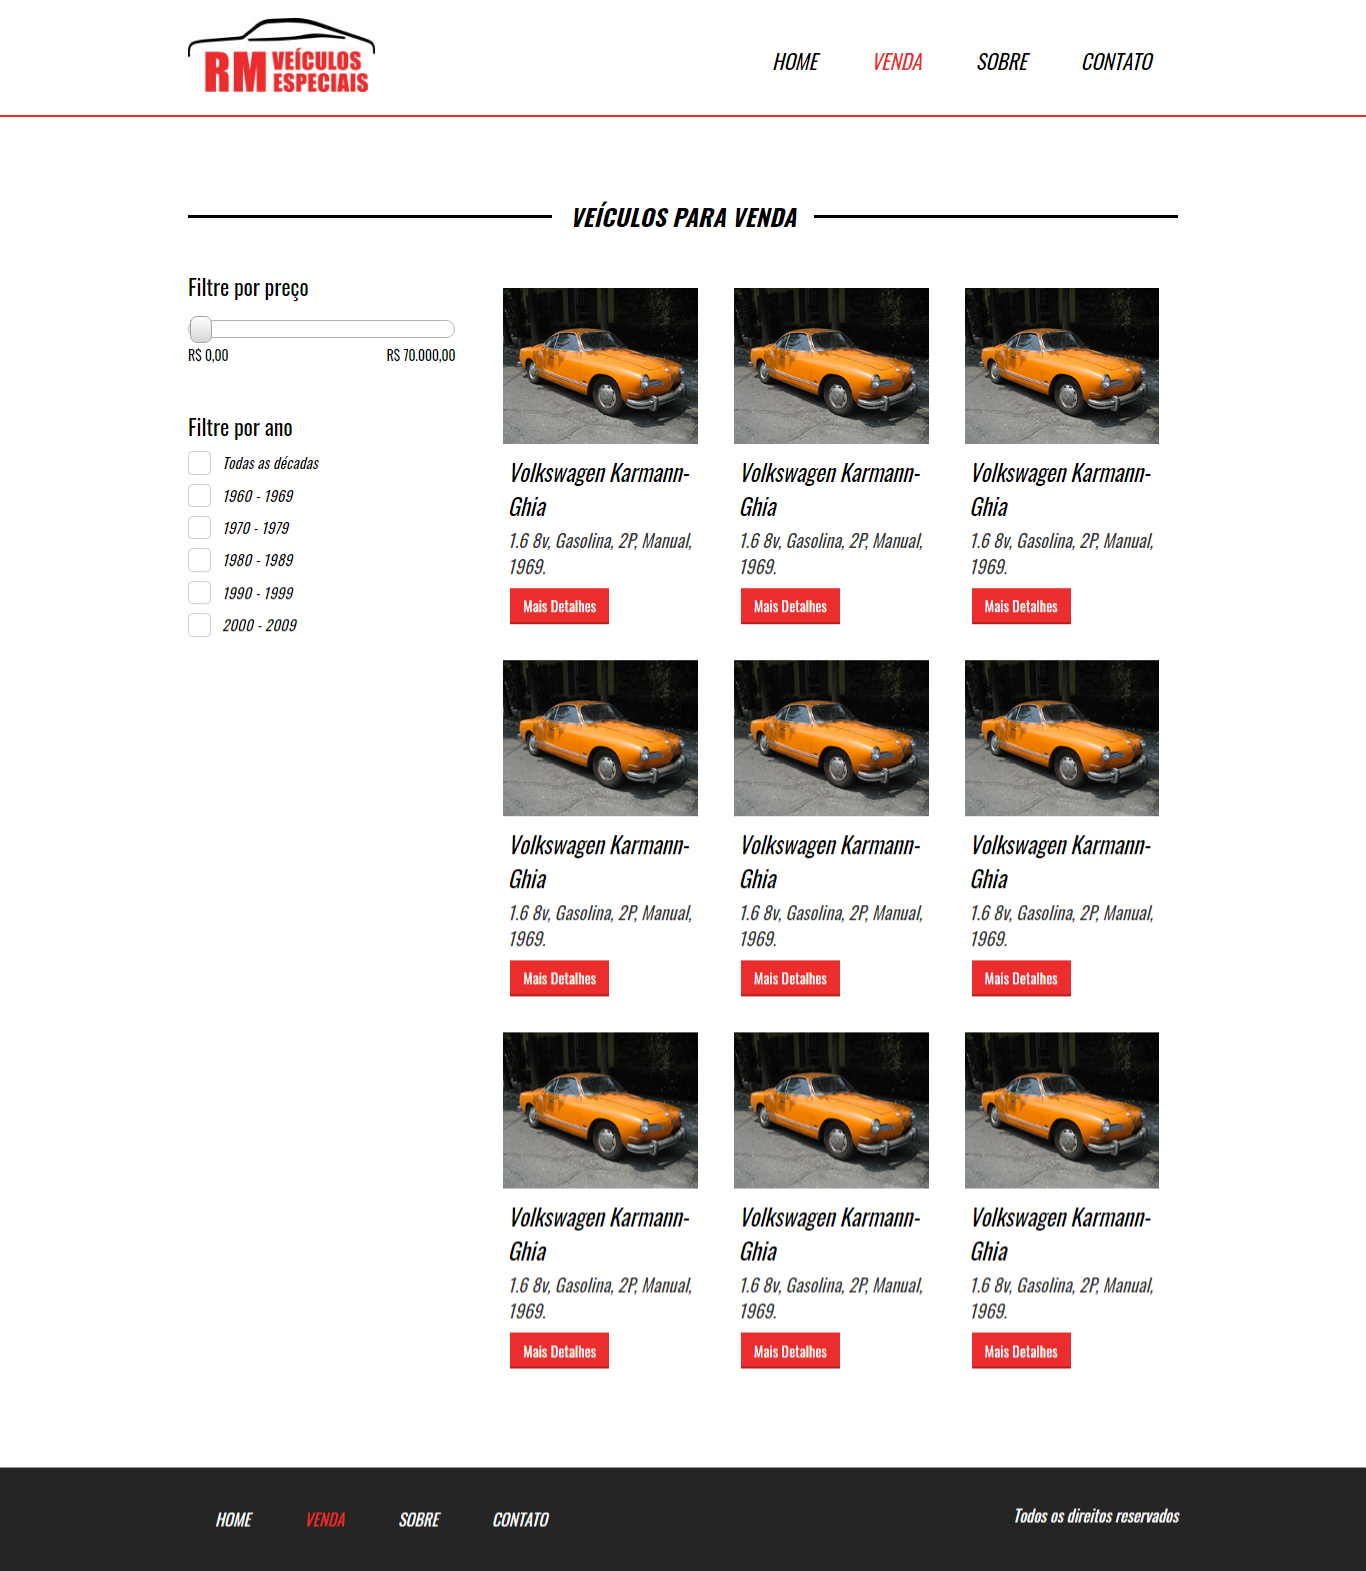 RM VEÍCULOS
ESPECIAIS
HOME VENDA SOBRE CONTATO
VEÍCULOS PARA VENDA
Filtre por preço
R$ 0,00 R$ 70.000,00
Filtre por ano
Todas as décadas
1960 - 1969
1970 - 1979
1980 - 1989
1990 - 1999
2000 - 2009
Volkswagen Karmann-
Ghia
1.6 8v, Gasolina, 2P, Manual,
1969.
Mais Detalhes
Volkswagen Karmann-
Ghia
1.6 8v, Gasolina, 2P, Manual,
1969.
Mais Detalhes
Volkswagen Karmann-
Ghia
1.6 8v, Gasolina, 2P, Manual,
1969.
Mais Detalhes
Volkswagen Karmann-
Ghia
1.6 8v, Gasolina, 2P, Manual,
1969.
Mais Detalhes
Volkswagen Karmann-
Ghia
1.6 8v, Gasolina, 2P, Manual,
1969.
Mais Detalhes
Volkswagen Karmann-
Ghia
1.6 8v, Gasolina, 2P, Manual,
1969.
Mais Detalhes
Volkswagen Karmann-
Ghia
1.6 8v, Gasolina, 2P, Manual,
1969.
Mais Detalhes
Volkswagen Karmann-
Ghia
1.6 8v, Gasolina, 2P, Manual,
1969.
Mais Detalhes
Volkswagen Karmann-
Ghia
1.6 8v, Gasolina, 2P, Manual,
1969.
Mais Detalhes
HOME VENDA SOBRE CONTATO
Todos os direitos reservados